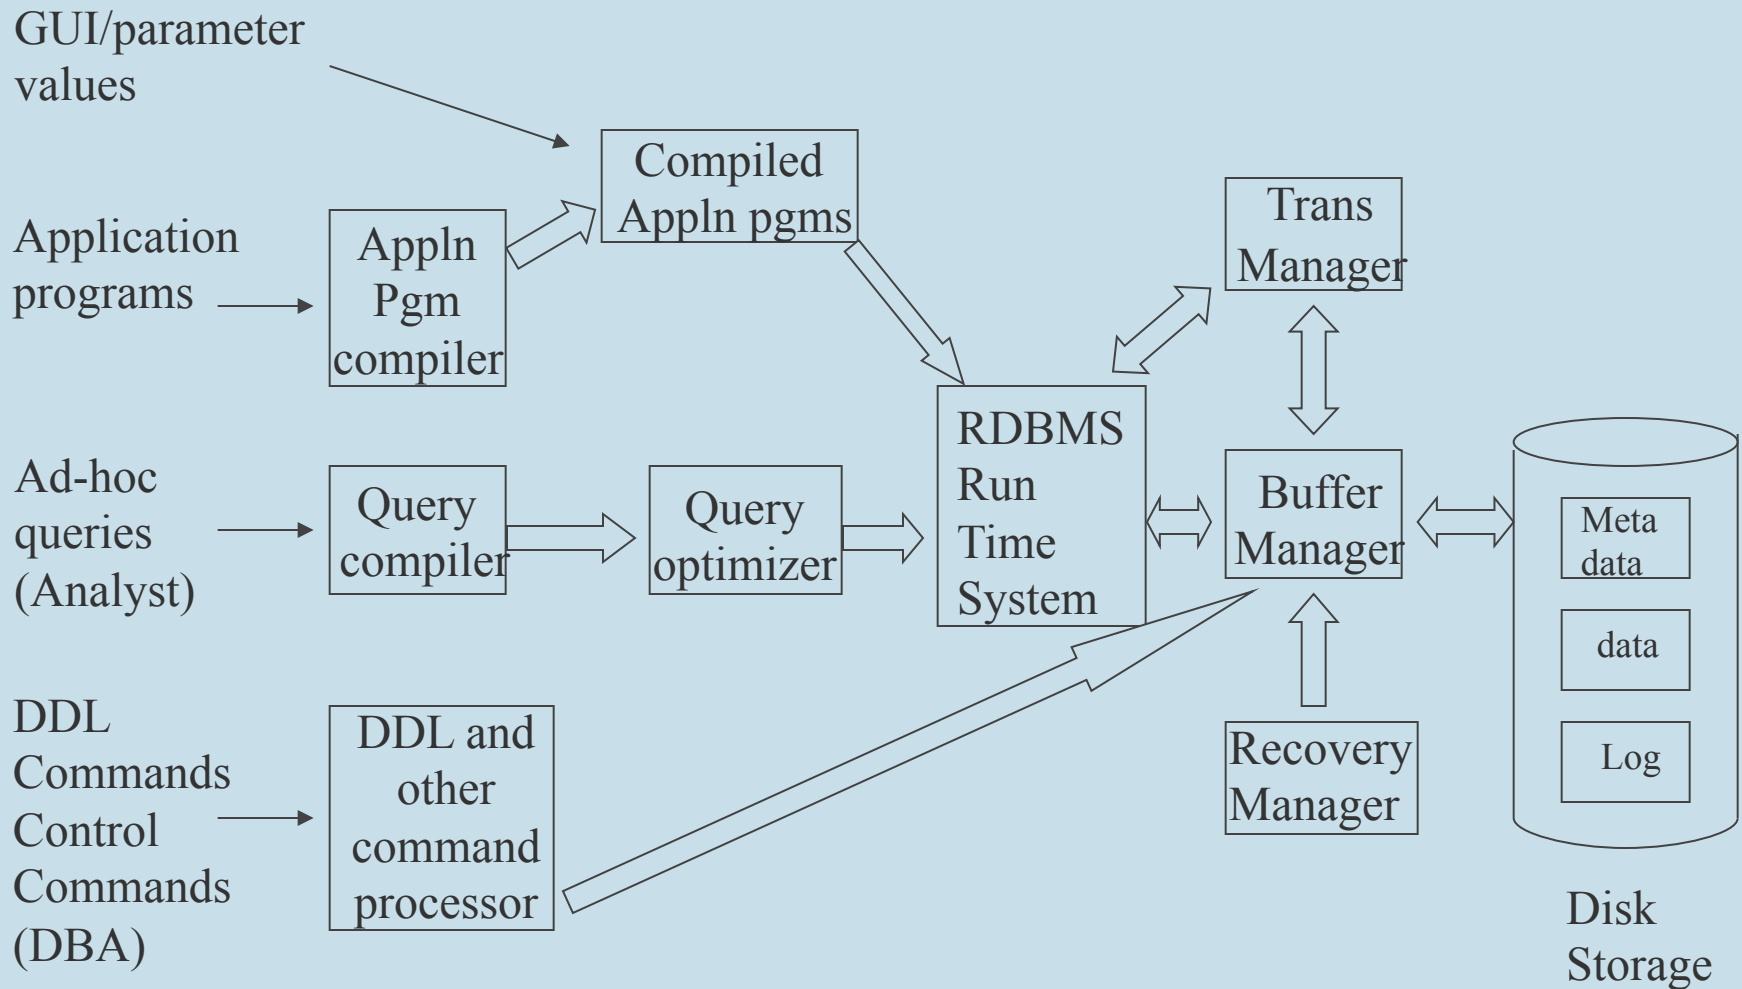 GUI/parameter
values
Compiled
Appln pgms
Trans
Manager
Application
programs
Appln
Pgm
compiler
RDBMS
Run
Time
System
Ad-hoc
queries
(Analyst)
Query
compiler
Query
optimizer
Buffer
Manager
Meta
data
data
Log
DDL
Commands
Control
Commands
(DBA)
DDL and
other
command
processor
Recovery
Manager
Disk
Storage